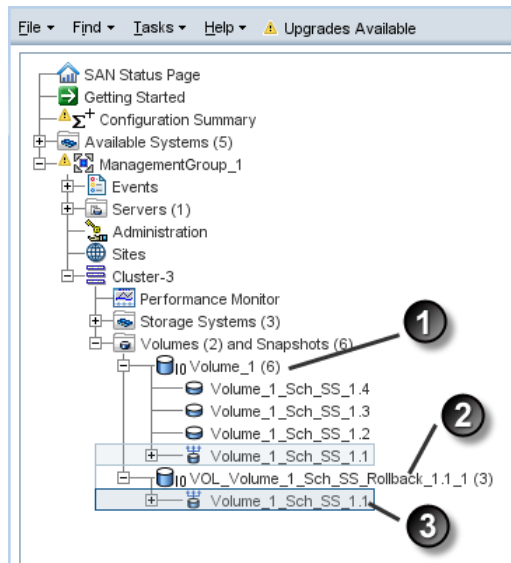 File Find Tasks Help Upgrades Available
SAN Status Page
Getting Started
Σ+ Configuration Summary
Available Systems (5)
ManagementGroup_1
Events
Servers (1)
Administration
Sites
Cluster-3
Performance Monitor
Storage Systems (3)
1
Volumes (2) and Snapshots (6)
Volume_1 (6)
Volume_1_Sch_SS_1.4
Volume_1_Sch_SS_1.3
2
Volume_1_Sch_SS_1.2
Volume_1_Sch_SS_1.1
VOL_Volume_1_Sch_SS_Rollback_1.1_1 (3)
Volume_1_Sch_SS_1.1
3